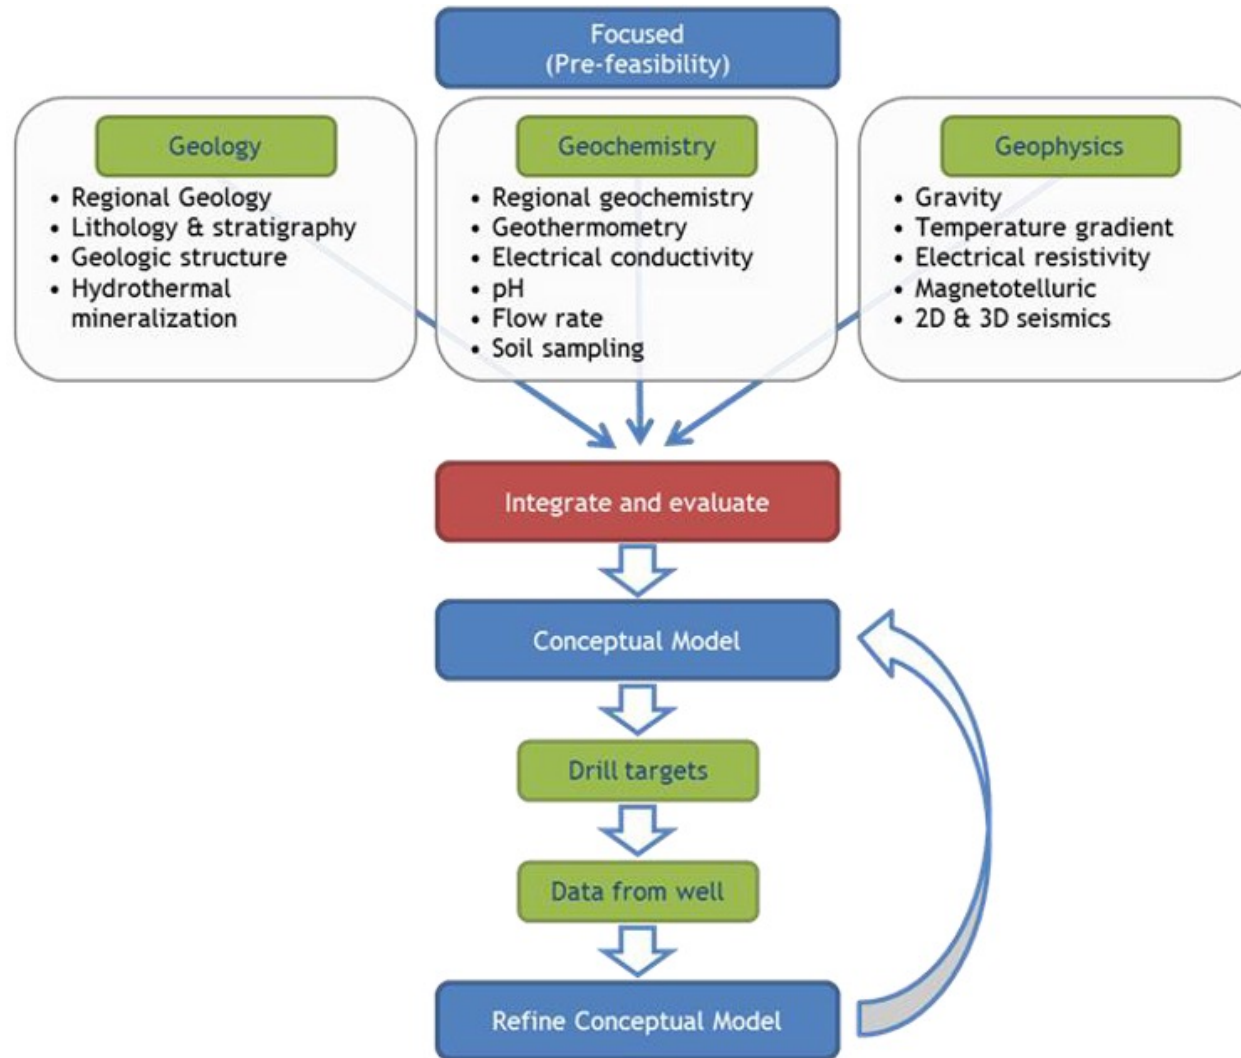 Focused
(Pre-feasibility)
Geology
• Regional Geology
• Lithology & stratigraphy
• Geologic structure
• Hydrothermal
mineralization
Geochemistry
• Regional geochemistry
• Geothermometry
• Electrical conductivity
• pH
• Flow rate
• Soil sampling
Geophysics
• Gravity
• Temperature gradient
• Electrical resistivity
• Magnetotelluric
• 2D & 3D seismics
Integrate and evaluate
Conceptual Model
Drill targets
Data from well
Refine Conceptual Model